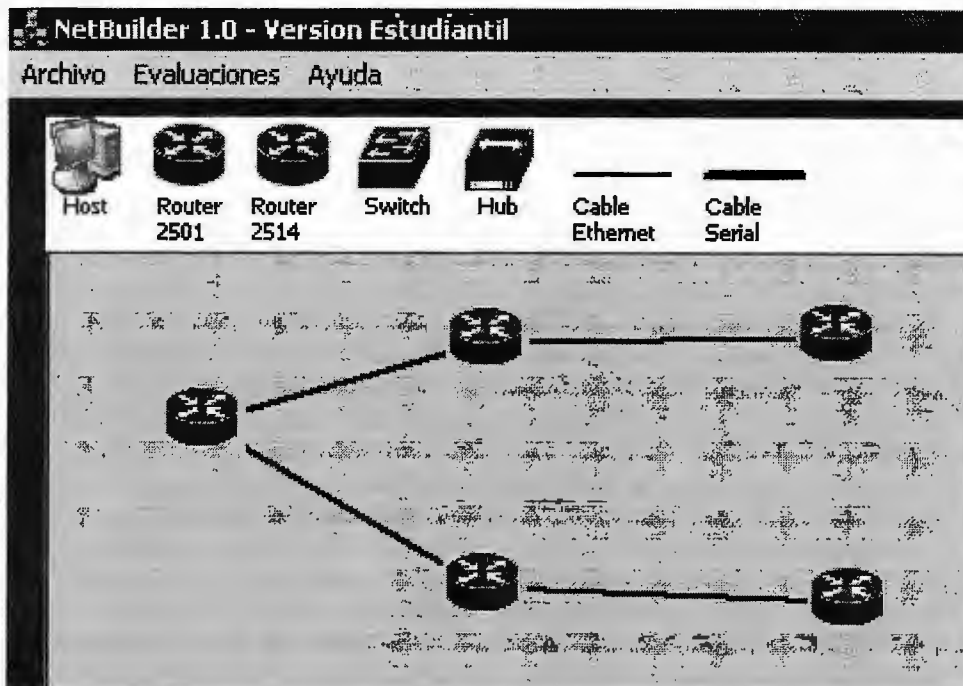 NetBuilder 1.0 - Version Estudiantil
Archivo Evaluaciones Ayuda
Host
Router 2501
Router 2514
Switch
Hub
Cable Ethernet
Cable Serial